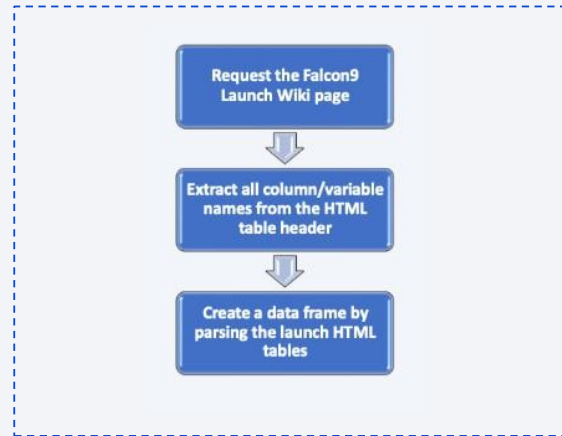 Request the Falcon9
Launch Wiki page
Extract all column/variable
names from the HTML
table header
Create a data frame by
parsing the launch HTML
tables